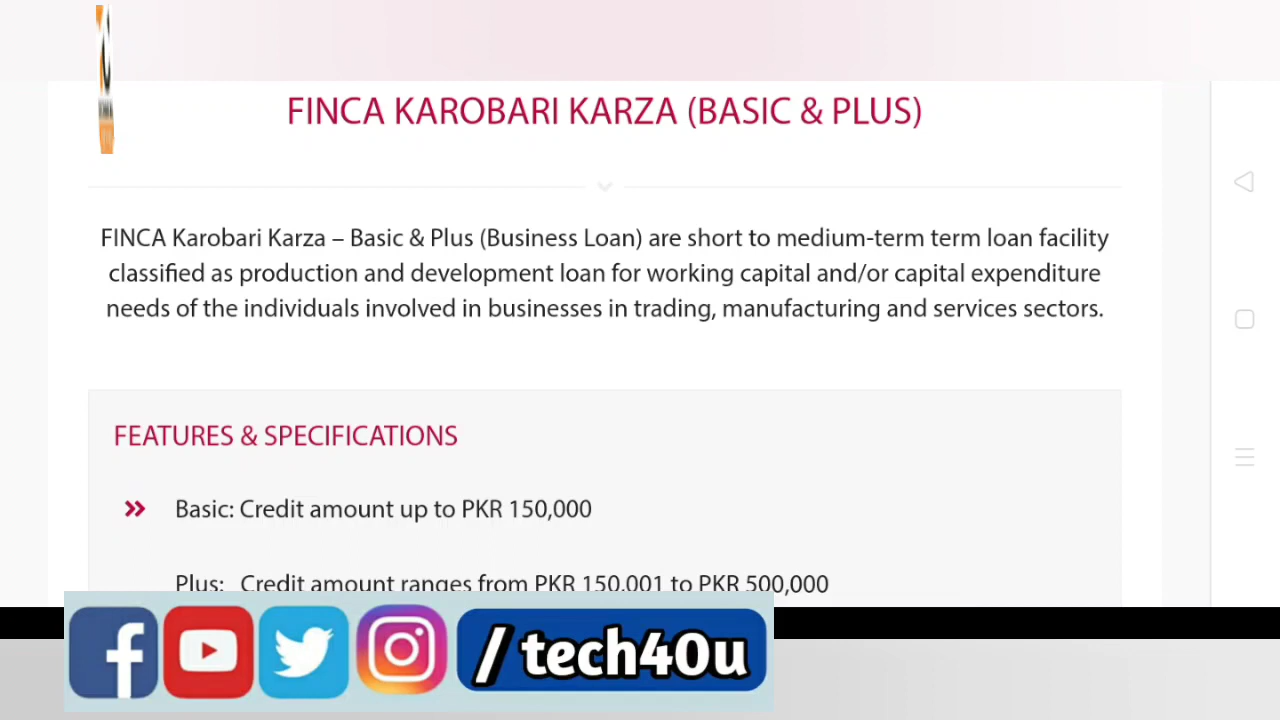 FINCA KAROBARI KARZA (BASIC & PLUS)
FINCA Karobari Karza – Basic & Plus (Business Loan) are short to medium-term term loan facility
classified as production and development loan for working capital and/or capital expenditure
needs of the individuals involved in businesses in trading, manufacturing and services sectors.
FEATURES & SPECIFICATIONS
Basic: Credit amount up to PKR 150,000
Plus: Credit amount ranges from PKR 150,001 to PKR 500,000
/tech40u